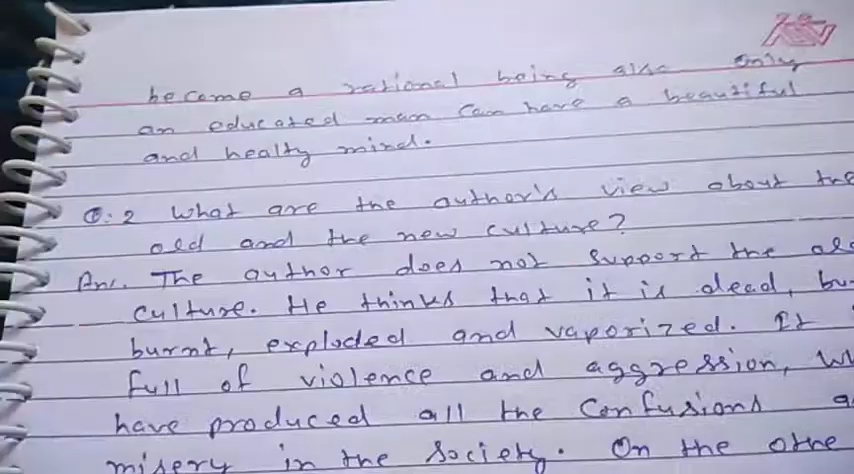 become a rational being also only
an educated man can have a beautiful
and healty mind.
Q:2 What are the author's view about the
old and the new culture?
Ans. The author does not support the
culture. He thinks that it is dead,
burnt, exploded and vaporized. It
full of violence and aggression,
have produced all the confusions
misery in the society. On the othe